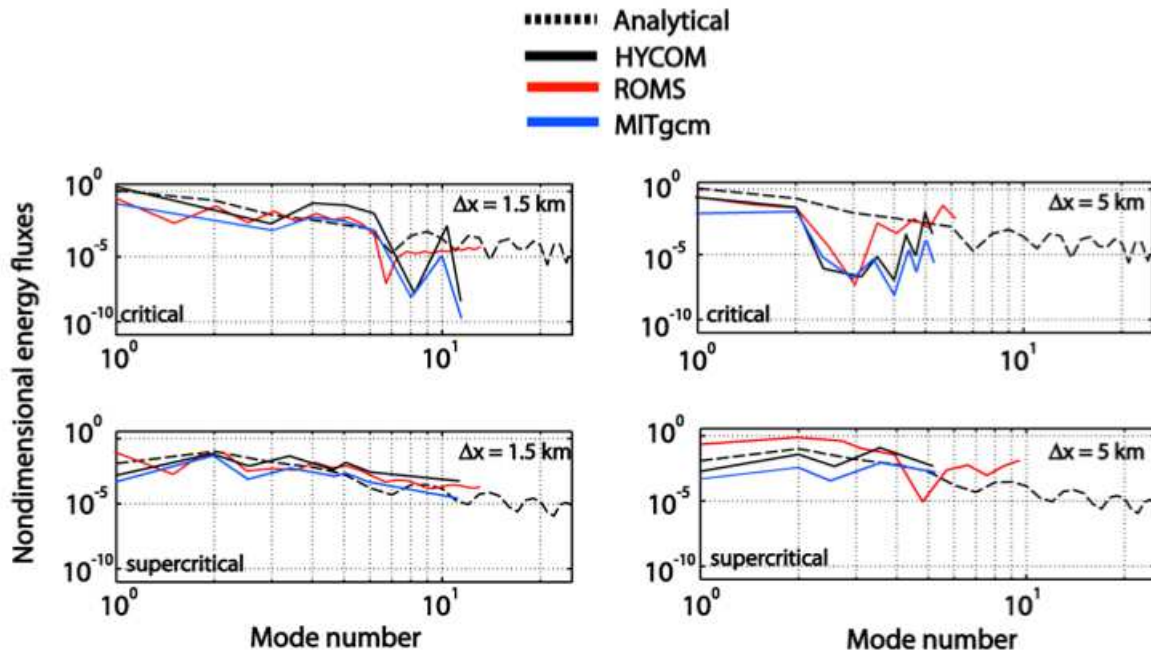 Analytical
HYCOM
ROMS
MITgcm
Nondimensional energy fluxes
10^0
10^-5
10^-10
Δx = 1.5 km
critical
10^0
10^1
10^0
10^-5
10^-10
Δx = 5 km
critical
10^0
10^1
10^0
10^-5
10^-10
Δx = 1.5 km
supercritical
10^0
10^1
Mode number
10^0
10^-5
10^-10
Δx = 5 km
supercritical
10^0
10^1
Mode number